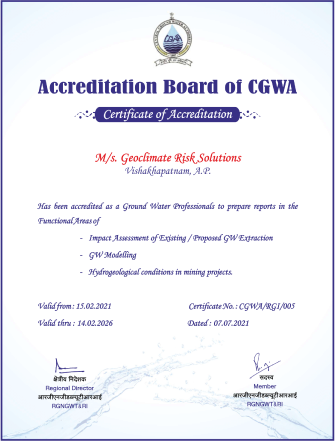 Accreditation Board of CGWA
Certificate of Accreditation
M/s. Geoclimate Risk Solutions
Vishakhapatnam, A.P.
Has been accredited as a Ground Water Professionals to prepare reports in the
Functional Areas of
- Impact Assessment of Existing / Proposed GW Extraction
- GW Modelling
- Hydrogeological conditions in mining projects.
Valid from : 15.02.2021 Certificate No. : CGWA/RGI/005
Valid thru : 14.02.2026 Dated : 07.07.2021
क्षेत्रीय निदेशक सदस्य
Regional Director Member
आरजीएनजीडब्ल्यूटीआरआई आरजीएनजीडब्ल्यूटीआरआई
RGNGWT&RI RGNGWT&RI